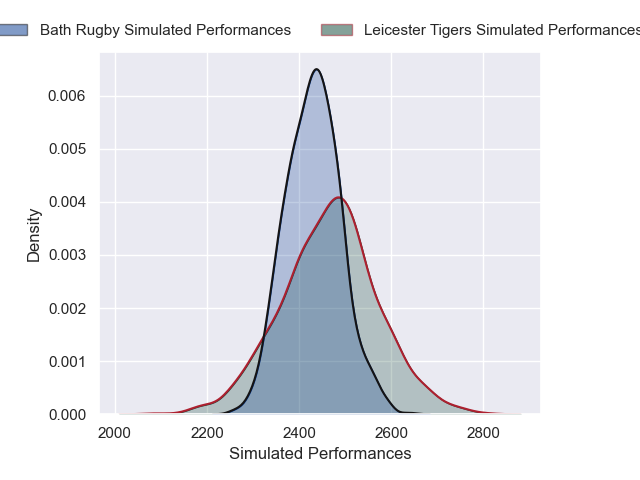 Bath Rugby Simulated Performances
Leicester Tigers Simulated Performances
0.006
0.005
0.004
0.003
0.002
0.001
0.000
Density
2000 2200 2400 2600 2800
Simulated Performances